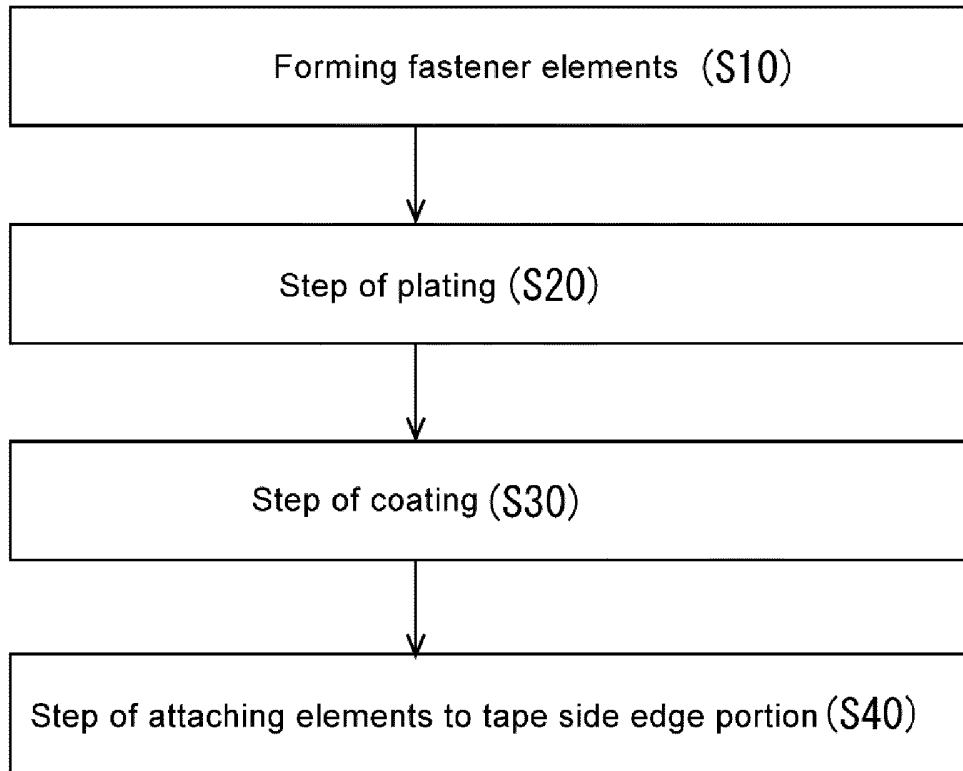 Forming fastener elements (S10)
Step of plating (S20)
Step of coating (S30)
Step of attaching elements to tape side edge portion (S40)